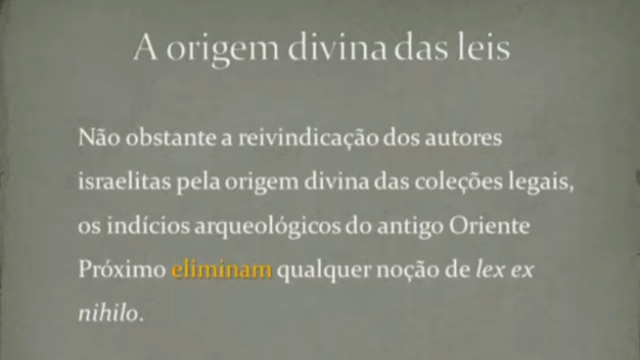 A origem divina das leis
Não obstante a reivindicação dos autores
israelitas pela origem divina das coleções legais,
os indícios arqueológicos do antigo Oriente
Próximo eliminam qualquer noção de lex ex
nihilo.